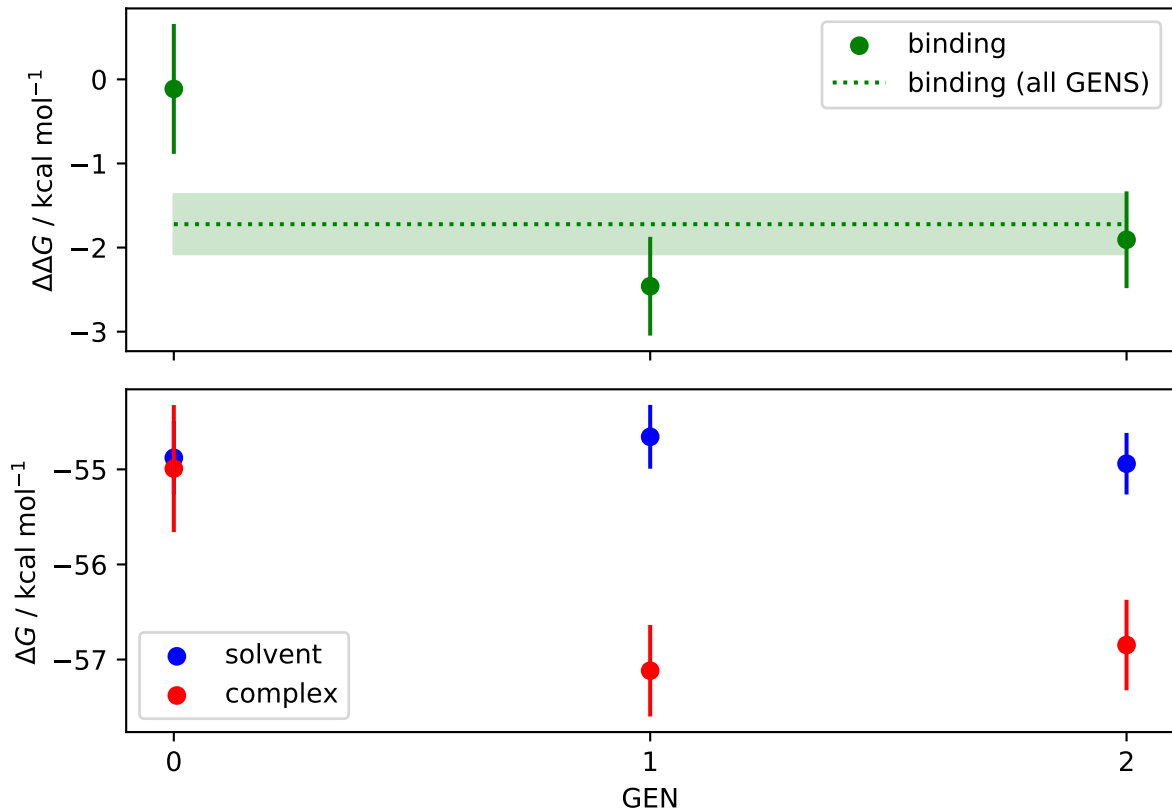 binding
binding (all GENS)
0
−1
−2
−3
ΔΔG / kcal mol⁻¹
−55
−56
−57
ΔG / kcal mol⁻¹
solvent
complex
0 1 2
GEN